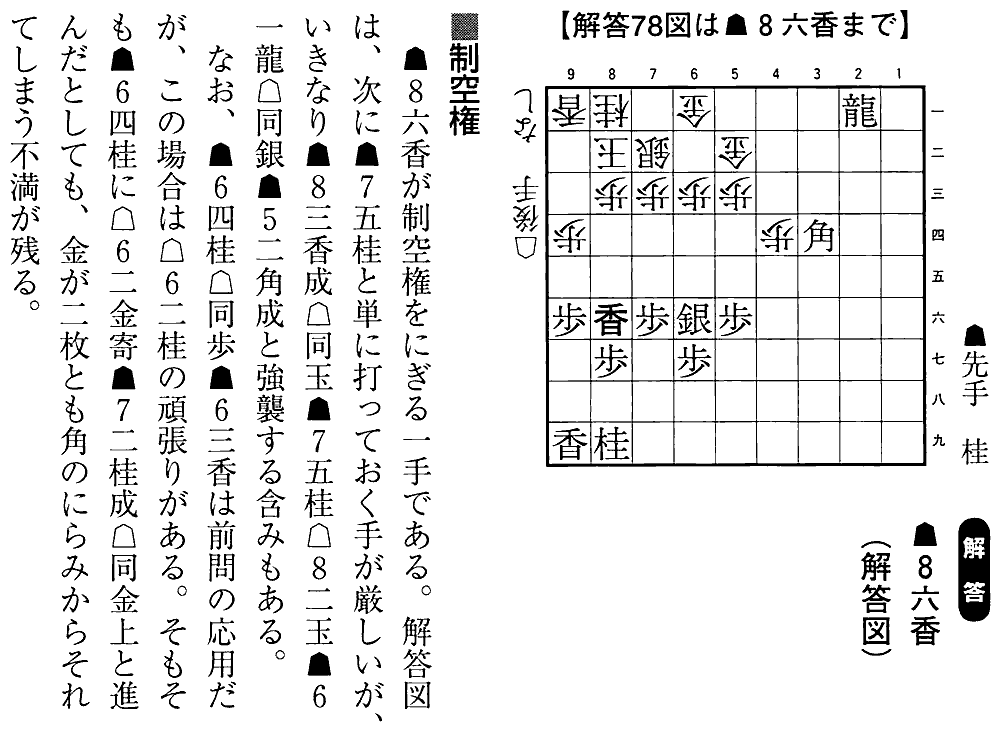 解答
☗8六香
(解答図)
【解答78図は☗8六香まで】
9 8 7 6 5 4 3 2 1
香 桂 金 龍 一
王 銀 金 二
歩 歩 歩 歩 三
歩 歩 角 四
五
歩 香 歩 銀 歩 六
歩 歩 七
八
香 桂 九
☗先手 桂
☖後手 なし
■制空権
☗8六香が制空権をにぎる一手である。解答図
は、次に☗7五桂と単に打っておく手が厳しいが、
いきなり☗8三香成☖同玉☗7五桂☖8二玉☗6
一龍☖同銀☗5二角成と強襲する含みもある。
なお、☗6四桂☖同歩☗6三香は前問の応用だ
が、この場合は☖6二桂の頑張りがある。そもそ
も☗6四桂に☖6二金寄☗7二桂成☖同金上と進
んだとしても、金が二枚とも角のにらみからそれ
てしまう不満が残る。